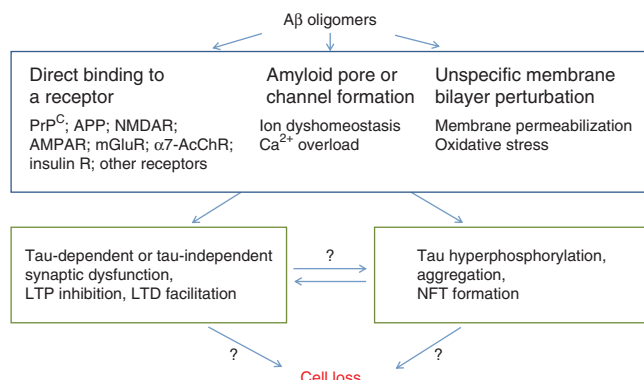 Aβ oligomers
Direct binding to
a receptor
PrP^C; APP; NMDAR;
AMPAR; mGluR; α7-AcChR;
insulin R; other receptors
Amyloid pore or
channel formation
Ion dyshomeostasis
Ca²⁺ overload
Unspecific membrane
bilayer perturbation
Membrane permeabilization
Oxidative stress
Tau-dependent or tau-independent
synaptic dysfunction,
LTP inhibition, LTD facilitation
?
Tau hyperphosphorylation,
aggregation,
NFT formation
?
?
Cell loss